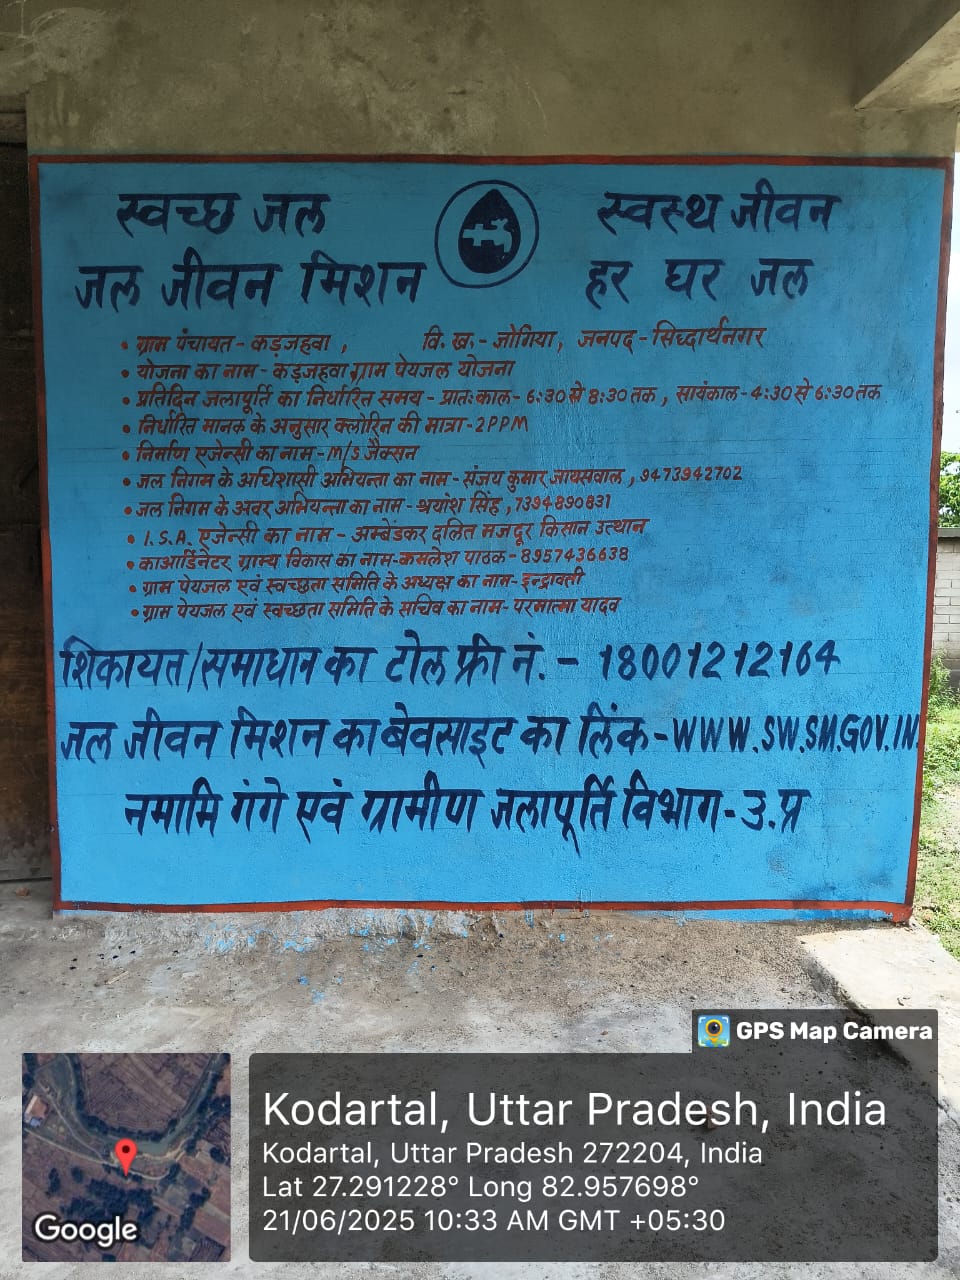 स्वच्छ जल स्वस्थ जीवन
जल जीवन मिशन हर घर जल
• ग्राम पंचायत - कड़जहवा , वि. ख. - जोगिया, जनपद - सिध्दार्थनगर
• योजना का नाम - कड़जहवा ग्राम पेयजल योजना
• प्रतिदिन जलापूर्ति का निर्धारित समय - प्रातःकाल - 6:30 से 8:30 तक , सायंकाल - 4:30 से 6:30 तक
• निर्धारित मानक के अनुसार क्लोरिन की मात्रा - 2PPM
• निर्माण एजेन्सी का नाम - M/S जैक्सन
• जल निगम के अधिशासी अभियन्ता का नाम - संजय कुमार जायसवाल , 9473942702
• जल निगम के अवर अभियन्ता का नाम - श्रयोश सिंह , 7394890831
• I.S.A. एजेन्सी का नाम - अम्बेडकर दलित मजदूर किसान उत्थान
• काआर्डिनेटर ग्राम्य विकास का नाम - कमलेश पाठक - 8957436638
• ग्राम पेयजल एवं स्वच्छता समिति के अध्यक्ष का नाम - इन्द्रावती
• ग्राम पेयजल एवं स्वच्छता समिति के सचिव का नाम - परमात्मा यादव
शिकायत/समाधान का टोल फ्री नं. - 18001212164
जल जीवन मिशन का बेवसाइट का लिंक - WWW.SWSM.GOV.IN.
नमामि गंगे एवं ग्रामीण जलापूर्ति विभाग - उ.प्र
GPS Map Camera
Kodartal, Uttar Pradesh, India
Kodartal, Uttar Pradesh 272204, India
Lat 27.291228° Long 82.957698°
21/06/2025 10:33 AM GMT +05:30
Google